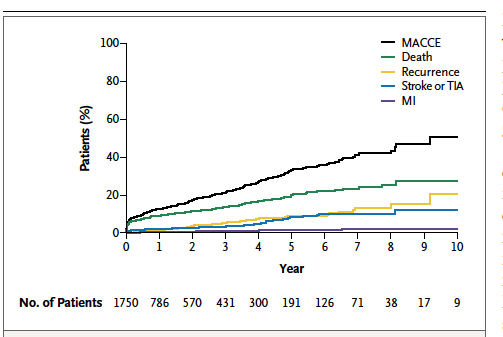 100
80
60
40
20
0
Patients (%)
MACCE
Death
Recurrence
Stroke or TIA
MI
0 1 2 3 4 5 6 7 8 9 10
Year
No. of Patients 1750 786 570 431 300 191 126 71 38 17 9